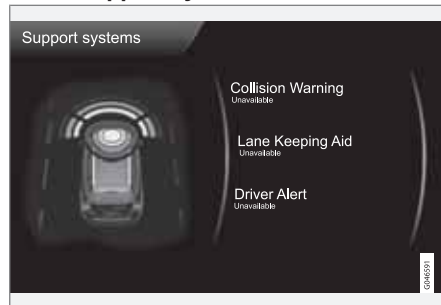 Support systems
Collision Warning
Unavailable
Lane Keeping Aid
Unavailable
Driver Alert
Unavailable
G046591